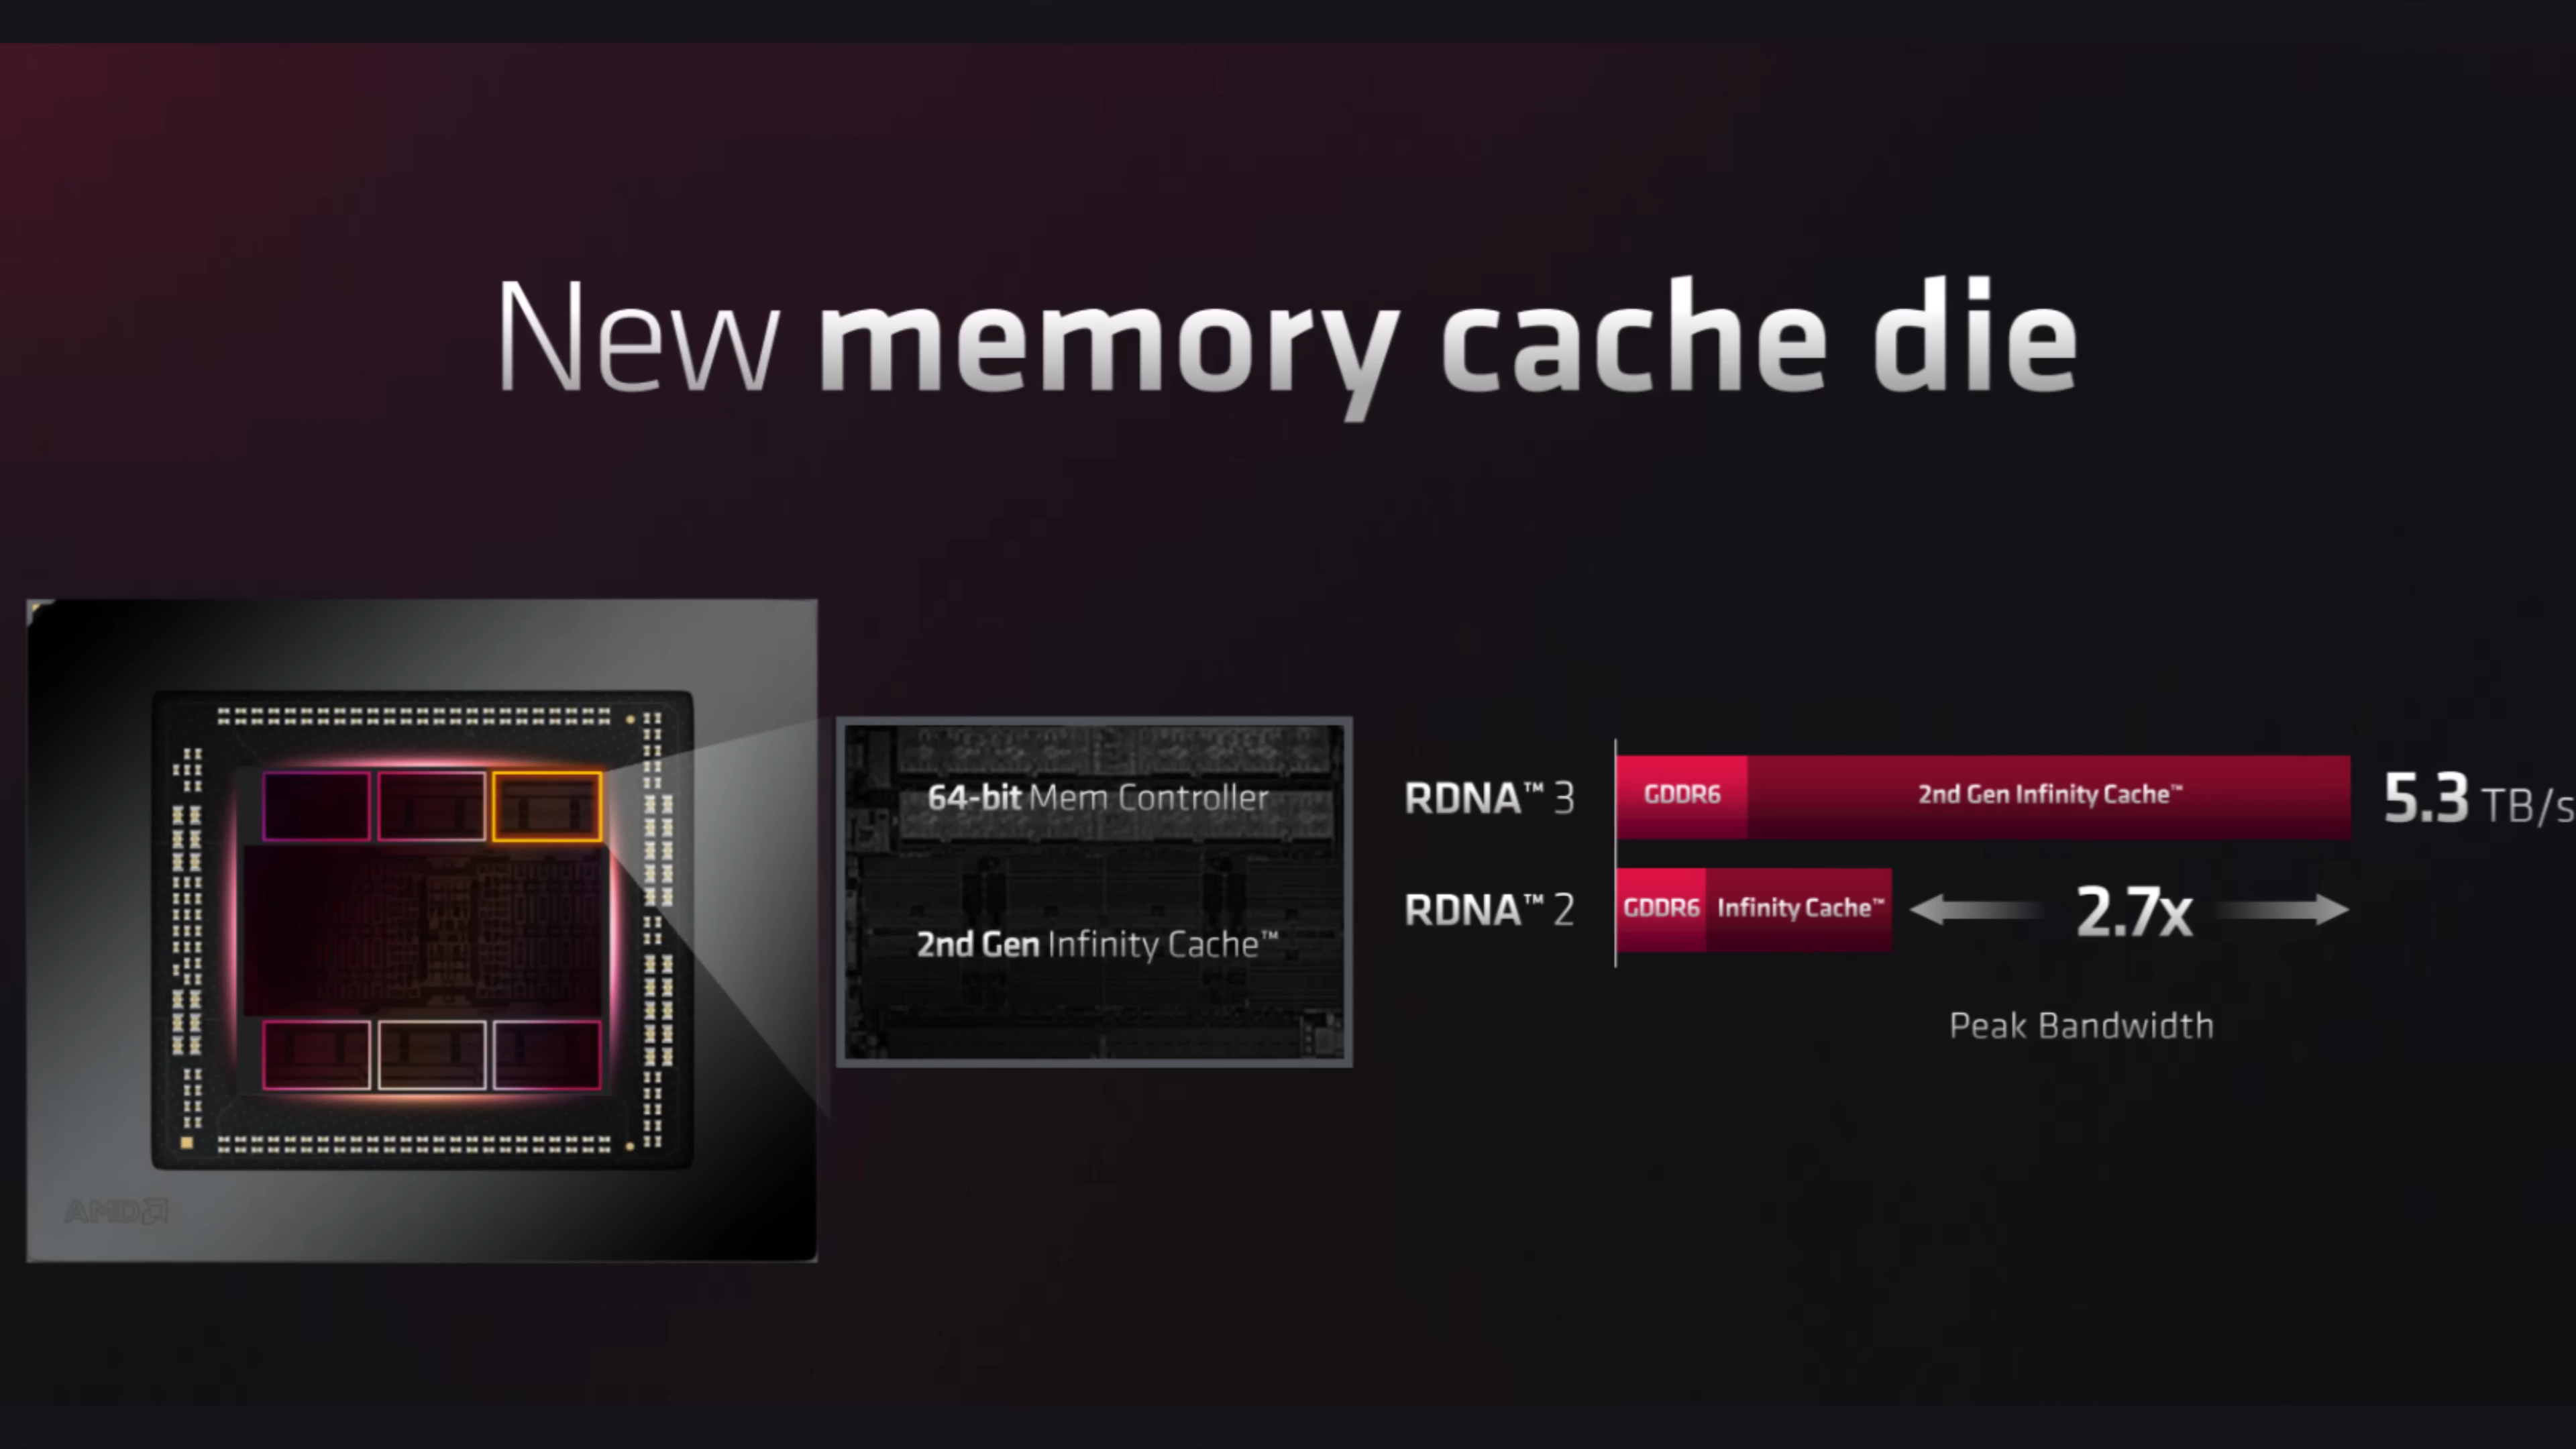 New memory cache die
64-bit Mem Controller
2nd Gen Infinity Cache™
RDNA™ 3
GDDR6
2nd Gen Infinity Cache™
5.3 TB/s
RDNA™ 2
GDDR6
Infinity Cache™
2.7x
Peak Bandwidth
AMD